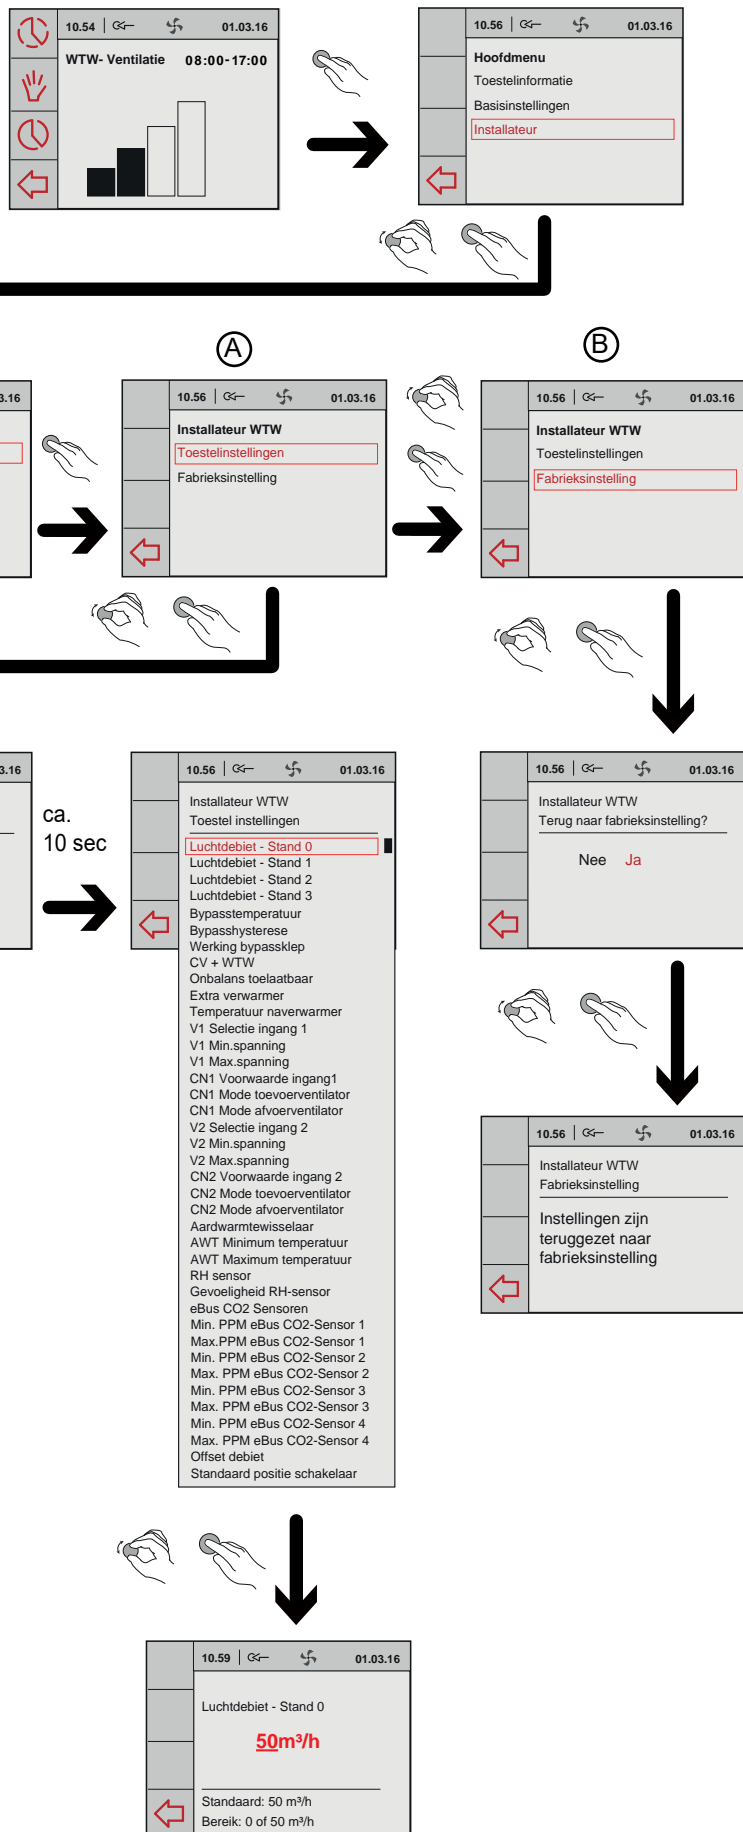 10.54 01.03.16
WTW- Ventilatie 08:00-17:00
10.56 01.03.16
Hoofdmenu
Toestelinformatie
Basisinstellingen
Installateur
A
B
3.16
10.56 01.03.16
Installateur WTW
Toestelinstellingen
Fabrieksinstelling
10.56 01.03.16
Installateur WTW
Toestelinstellingen
Fabrieksinstelling
3.16
ca.
10 sec
10.56 01.03.16
Installateur WTW
Toestel instellingen
Luchtdebiet - Stand 0
Luchtdebiet - Stand 1
Luchtdebiet - Stand 2
Luchtdebiet - Stand 3
Bypasstemperatuur
Bypasshysterese
Werking bypassklep
CV + WTW
Onbalans toelaatbaar
Extra verwarmer
Temperatuur naverwarmer
V1 Selectie ingang 1
V1 Min.spanning
V1 Max.spanning
CN1 Voorwaarde ingang1
CN1 Mode toevoerventilator
CN1 Mode afvoerventilator
V2 Selectie ingang 2
V2 Min.spanning
V2 Max.spanning
CN2 Voorwaarde ingang 2
CN2 Mode toevoerventilator
CN2 Mode afvoerventilator
Aardwarmtewisselaar
AWT Minimum temperatuur
AWT Maximum temperatuur
RH sensor
Gevoeligheid RH-sensor
eBus CO2 Sensoren
Min. PPM eBus CO2-Sensor 1
Max.PPM eBus CO2-Sensor 1
Min. PPM eBus CO2-Sensor 2
Max. PPM eBus CO2-Sensor 2
Min. PPM eBus CO2-Sensor 3
Max. PPM eBus CO2-Sensor 3
Min. PPM eBus CO2-Sensor 4
Max. PPM eBus CO2-Sensor 4
Offset debiet
Standaard positie schakelaar
10.56 01.03.16
Installateur WTW
Terug naar fabrieksinstelling?
Nee Ja
10.56 01.03.16
Installateur WTW
Fabrieksinstelling
Instellingen zijn
teruggezet naar
fabrieksinstelling
10.59 01.03.16
Luchtdebiet - Stand 0
50m³/h
Standaard: 50 m³/h
Bereik: 0 of 50 m³/h